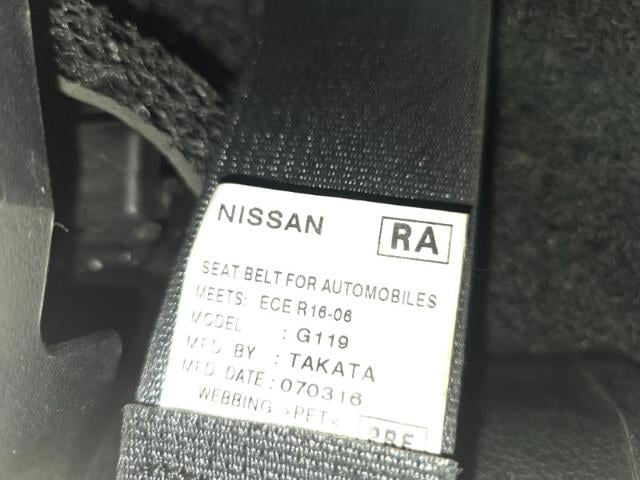 NISSAN RA
SEAT BELT FOR AUTOMOBILES
MEETS: ECE R16-06
MODEL : G119
MFD BY : TAKATA
MFD DATE : 070316
WEBBING >PET<